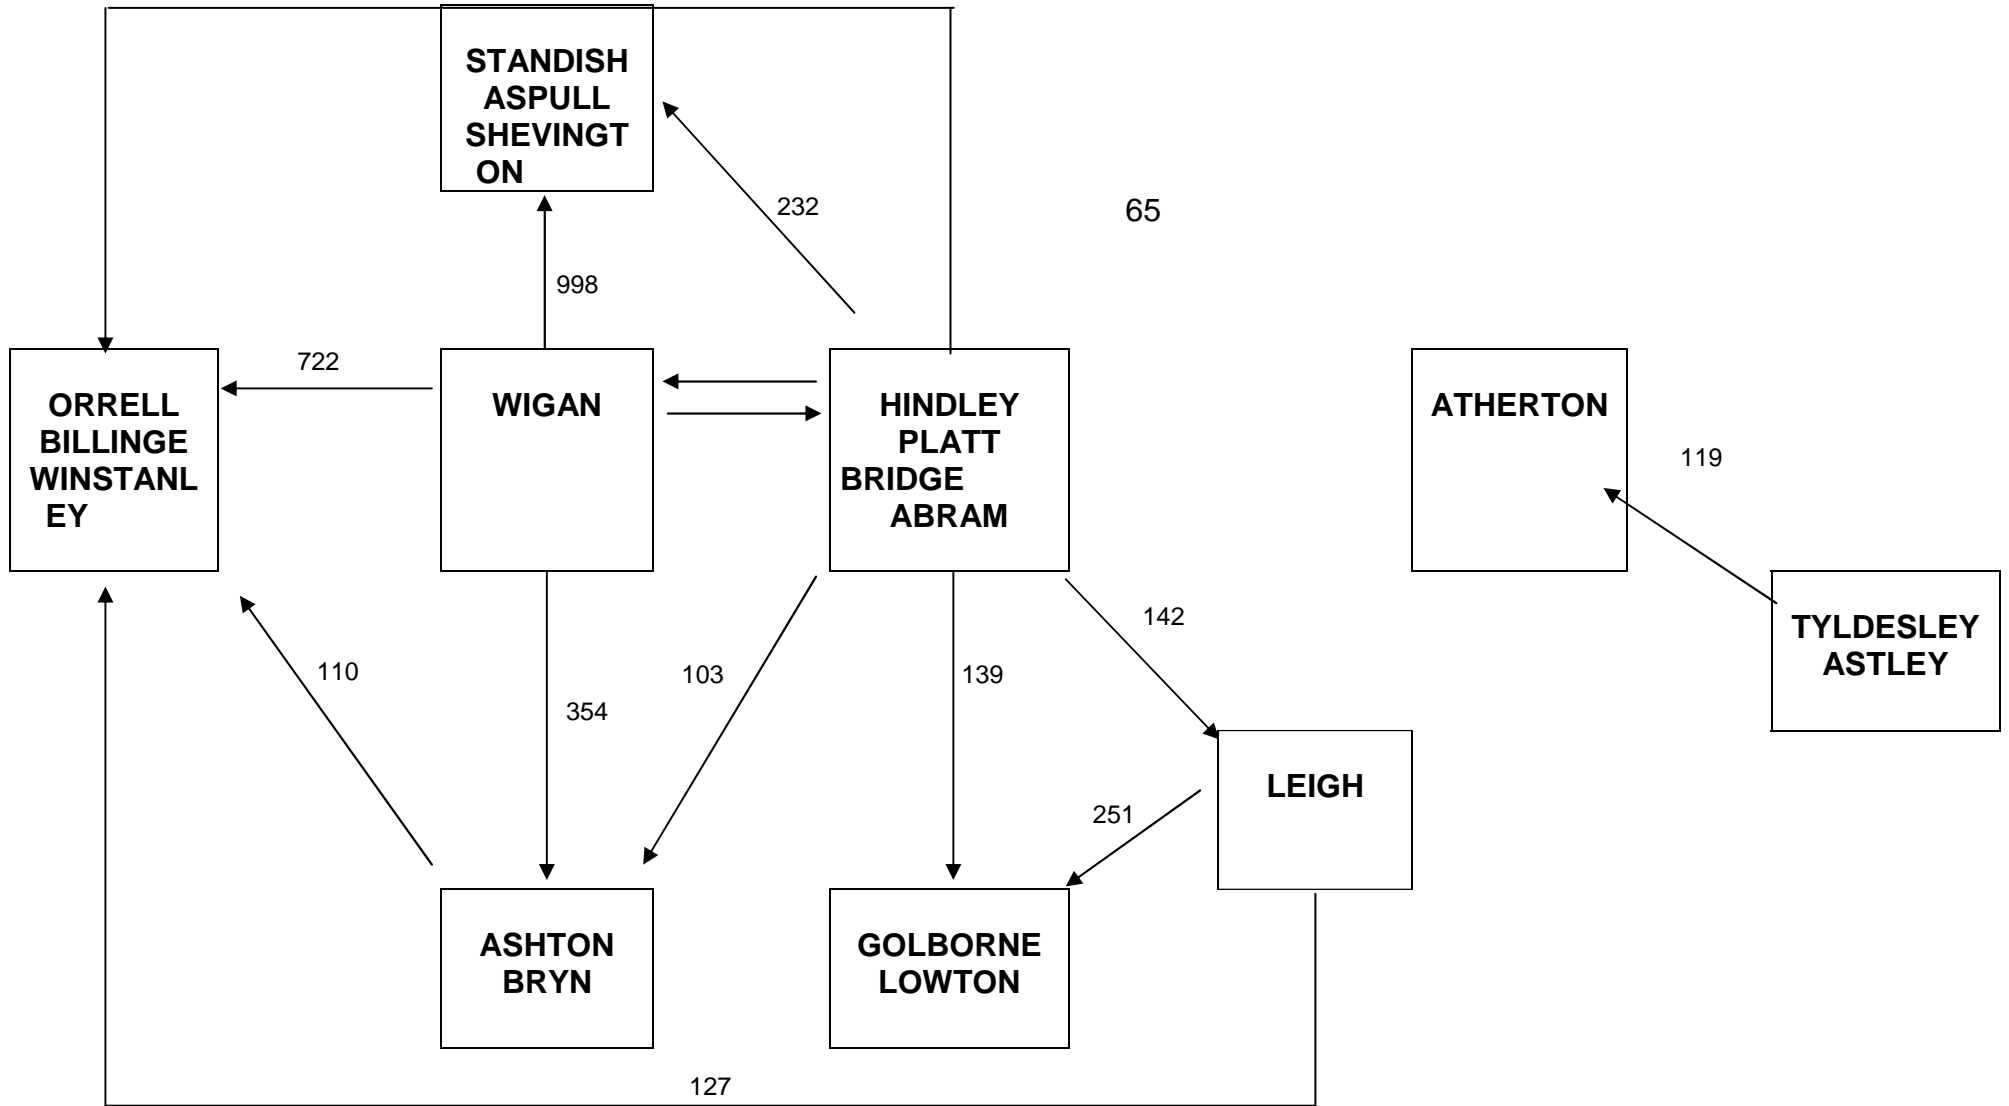 STANDISH
ASPULL
SHEVINGT
ON
232
65
998
722
ORRELL
BILLINGE
WINSTANL
EY
WIGAN
HINDLEY
PLATT
BRIDGE
ABRAM
ATHERTON
119
TYLDESLEY
ASTLEY
110
354
103
139
142
LEIGH
251
ASHTON
BRYN
GOLBORNE
LOWTON
127